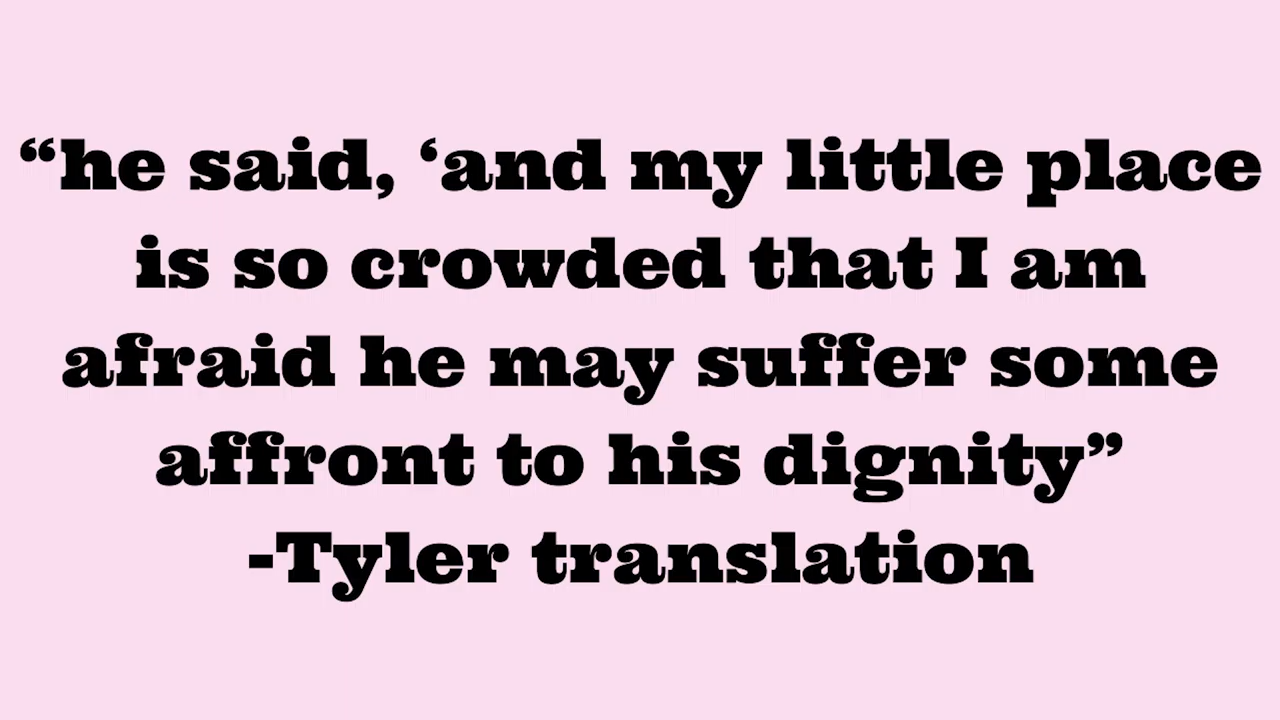 “he said, ‘and my little place
is so crowded that I am
afraid he may suffer some
affront to his dignity”
-Tyler translation